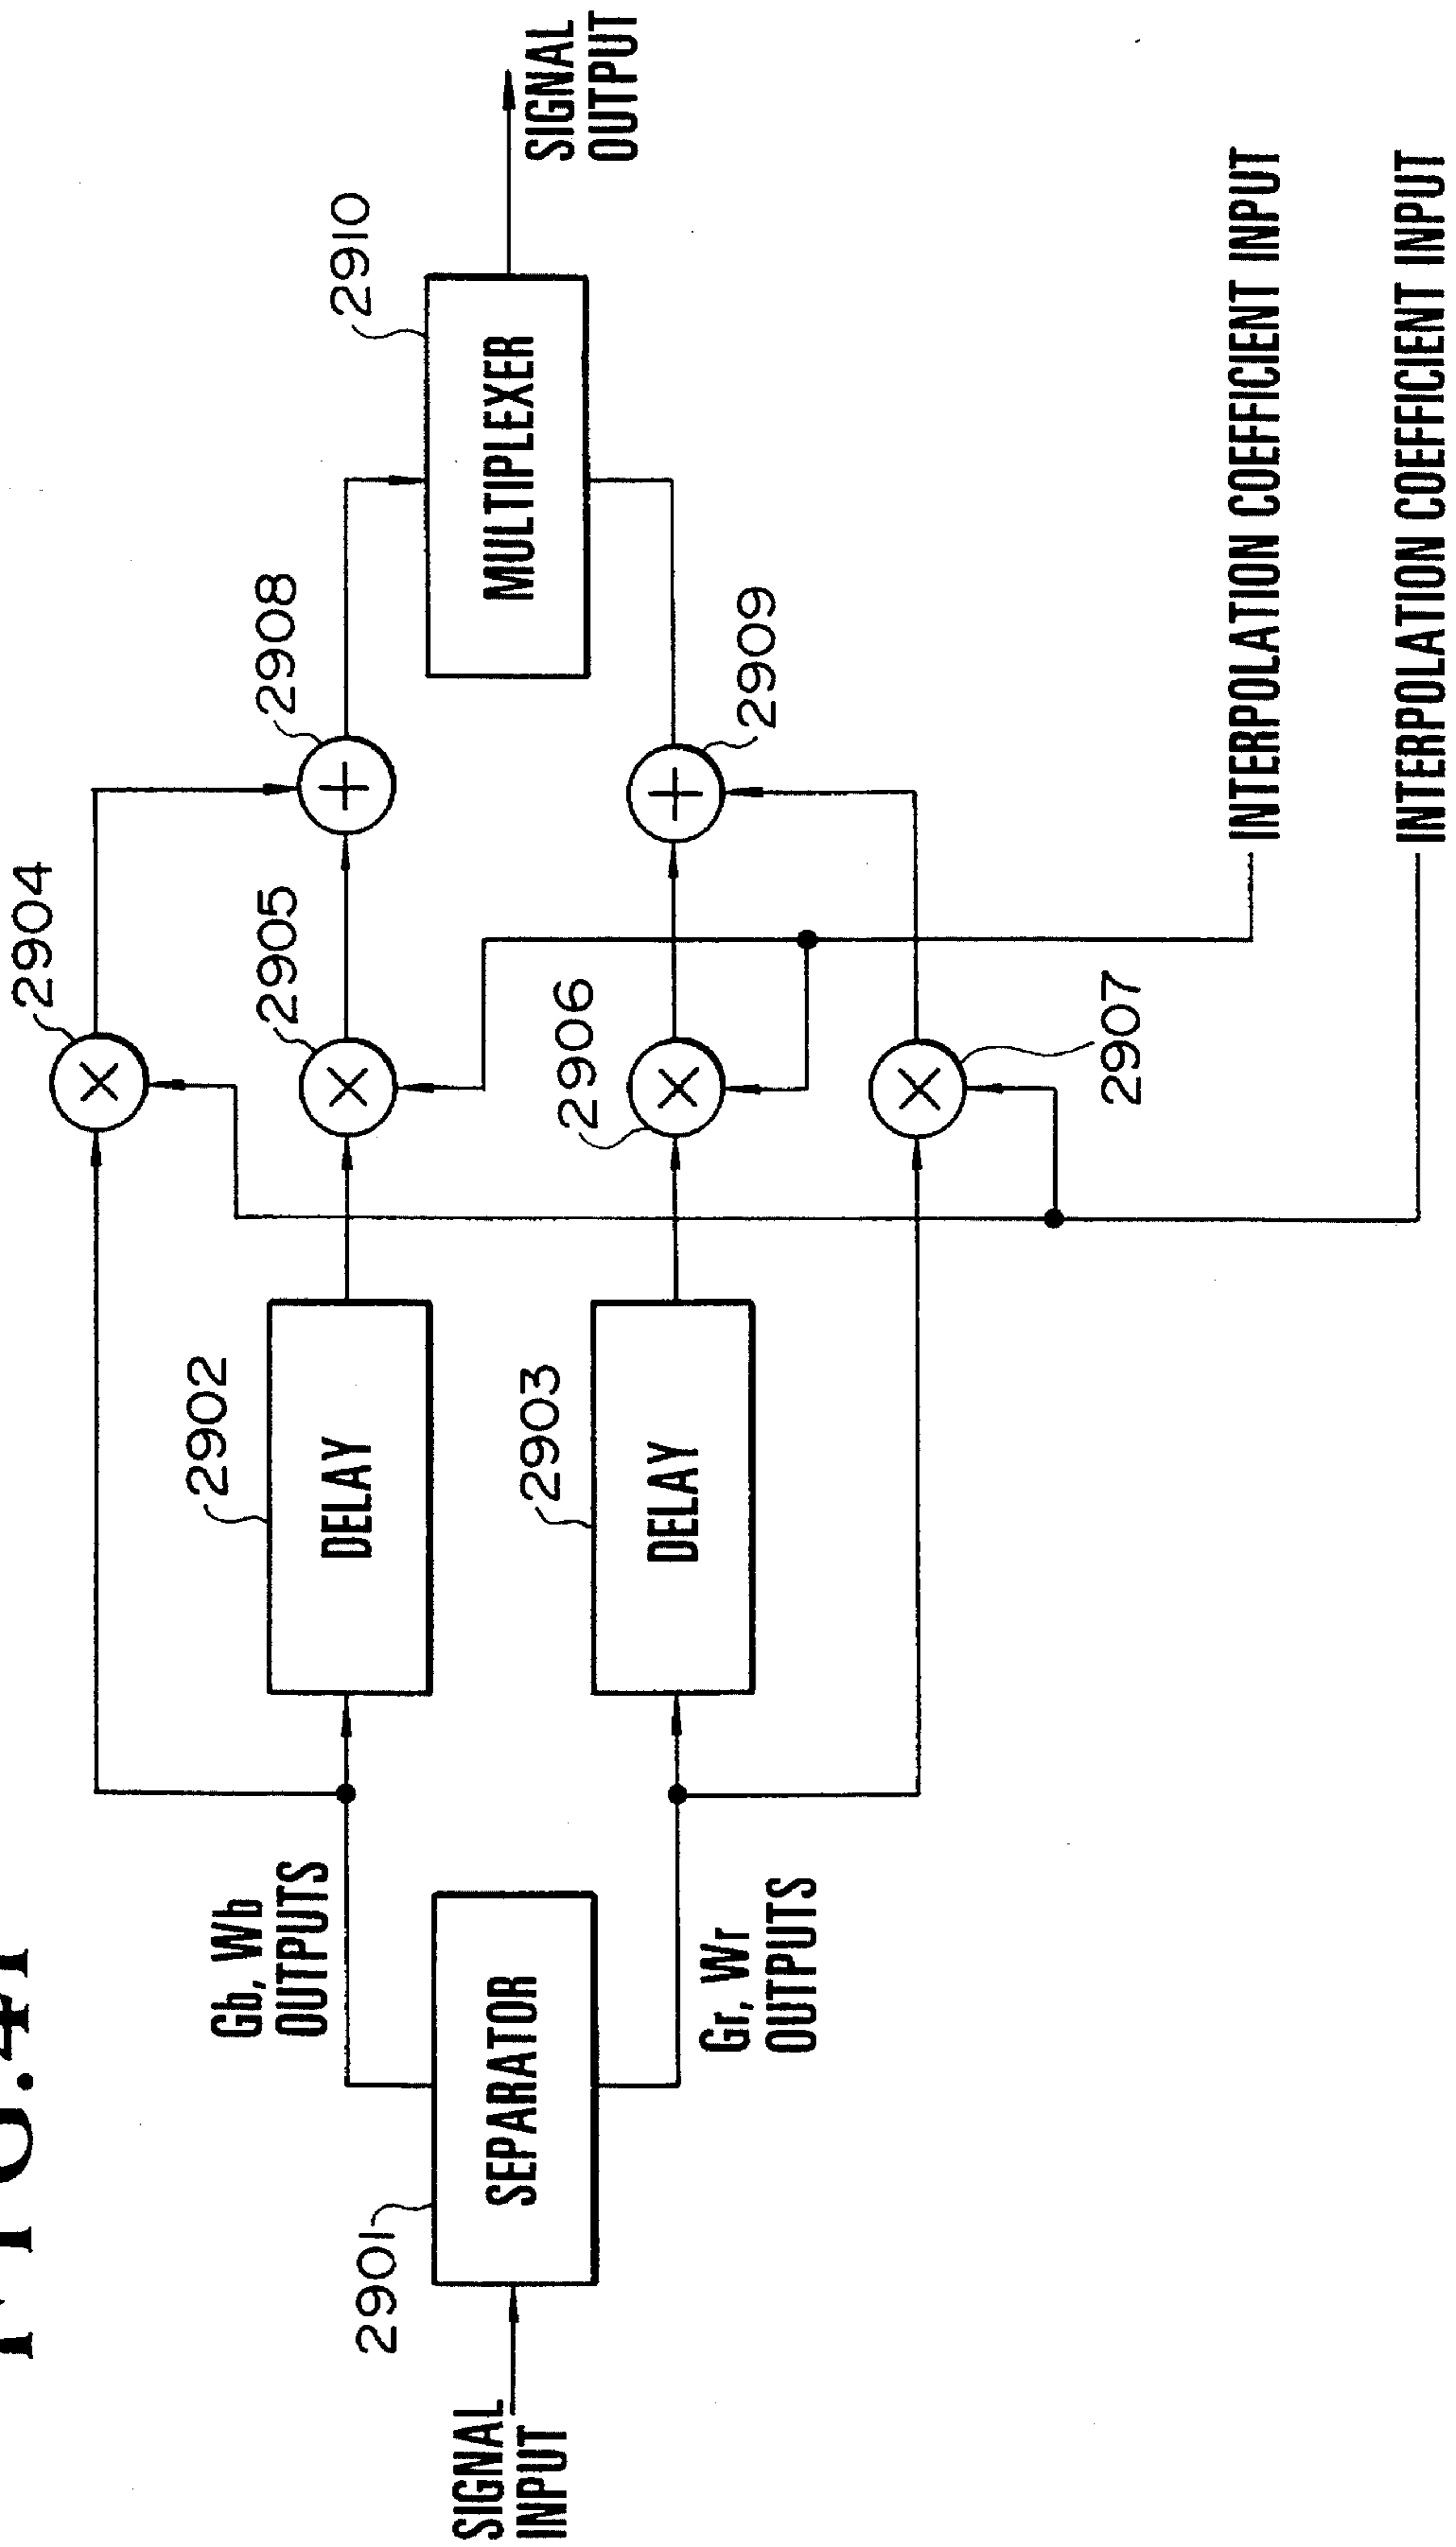 FIG.41
SIGNAL
INPUT
2901
SEPARATOR
Gb, Wb
OUTPUTS
Gr, Wr
OUTPUTS
2902
DELAY
2903
DELAY
2904
2905
2906
2907
2908
2909
2910
MULTIPLEXER
SIGNAL
OUTPUT
INTERPOLATION COEFFICIENT INPUT
INTERPOLATION COEFFICIENT INPUT